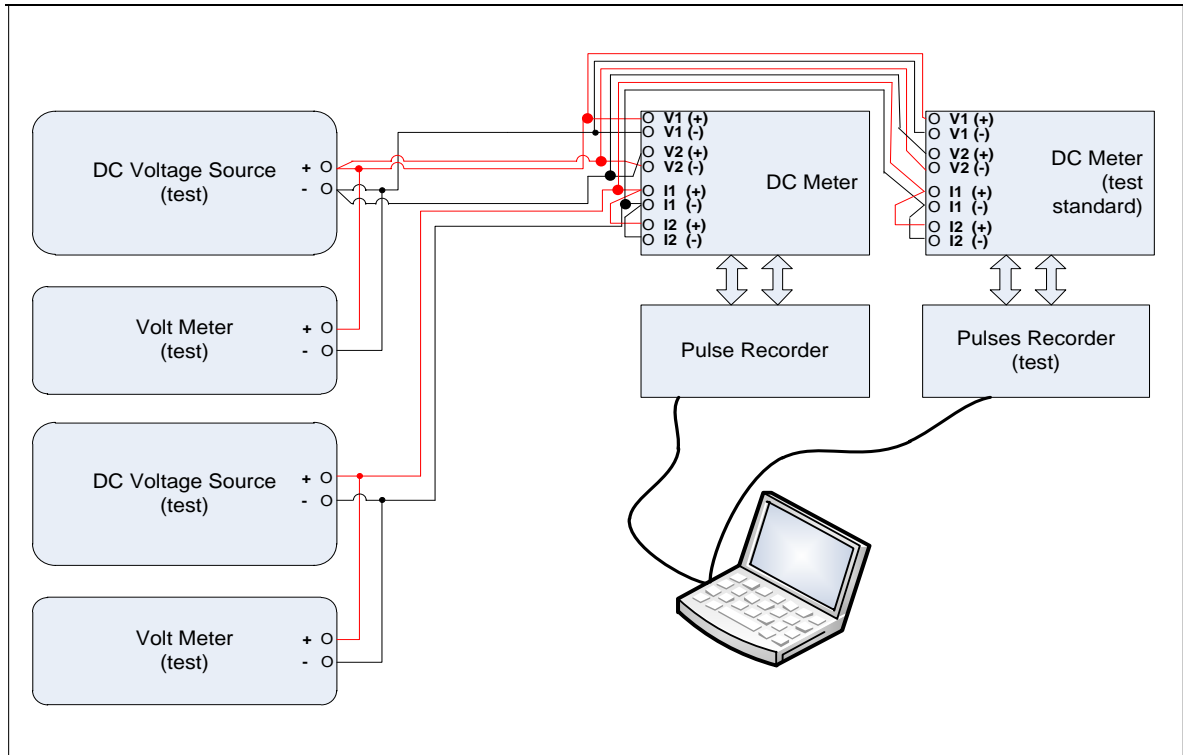 DC Voltage Source
(test)
+ O
- O
Volt Meter
(test)
+ O
- O
DC Voltage Source
(test)
+ O
- O
Volt Meter
(test)
+ O
- O
O V1 (+)
O V1 (-)
O V2 (+)
O V2 (-)
O I1 (+)
O I1 (-)
O I2 (+)
O I2 (-)
DC Meter
O V1 (+)
O V1 (-)
O V2 (+)
O V2 (-)
O I1 (+)
O I1 (-)
O I2 (+)
O I2 (-)
DC Meter
(test
standard)
Pulse Recorder
Pulses Recorder
(test)